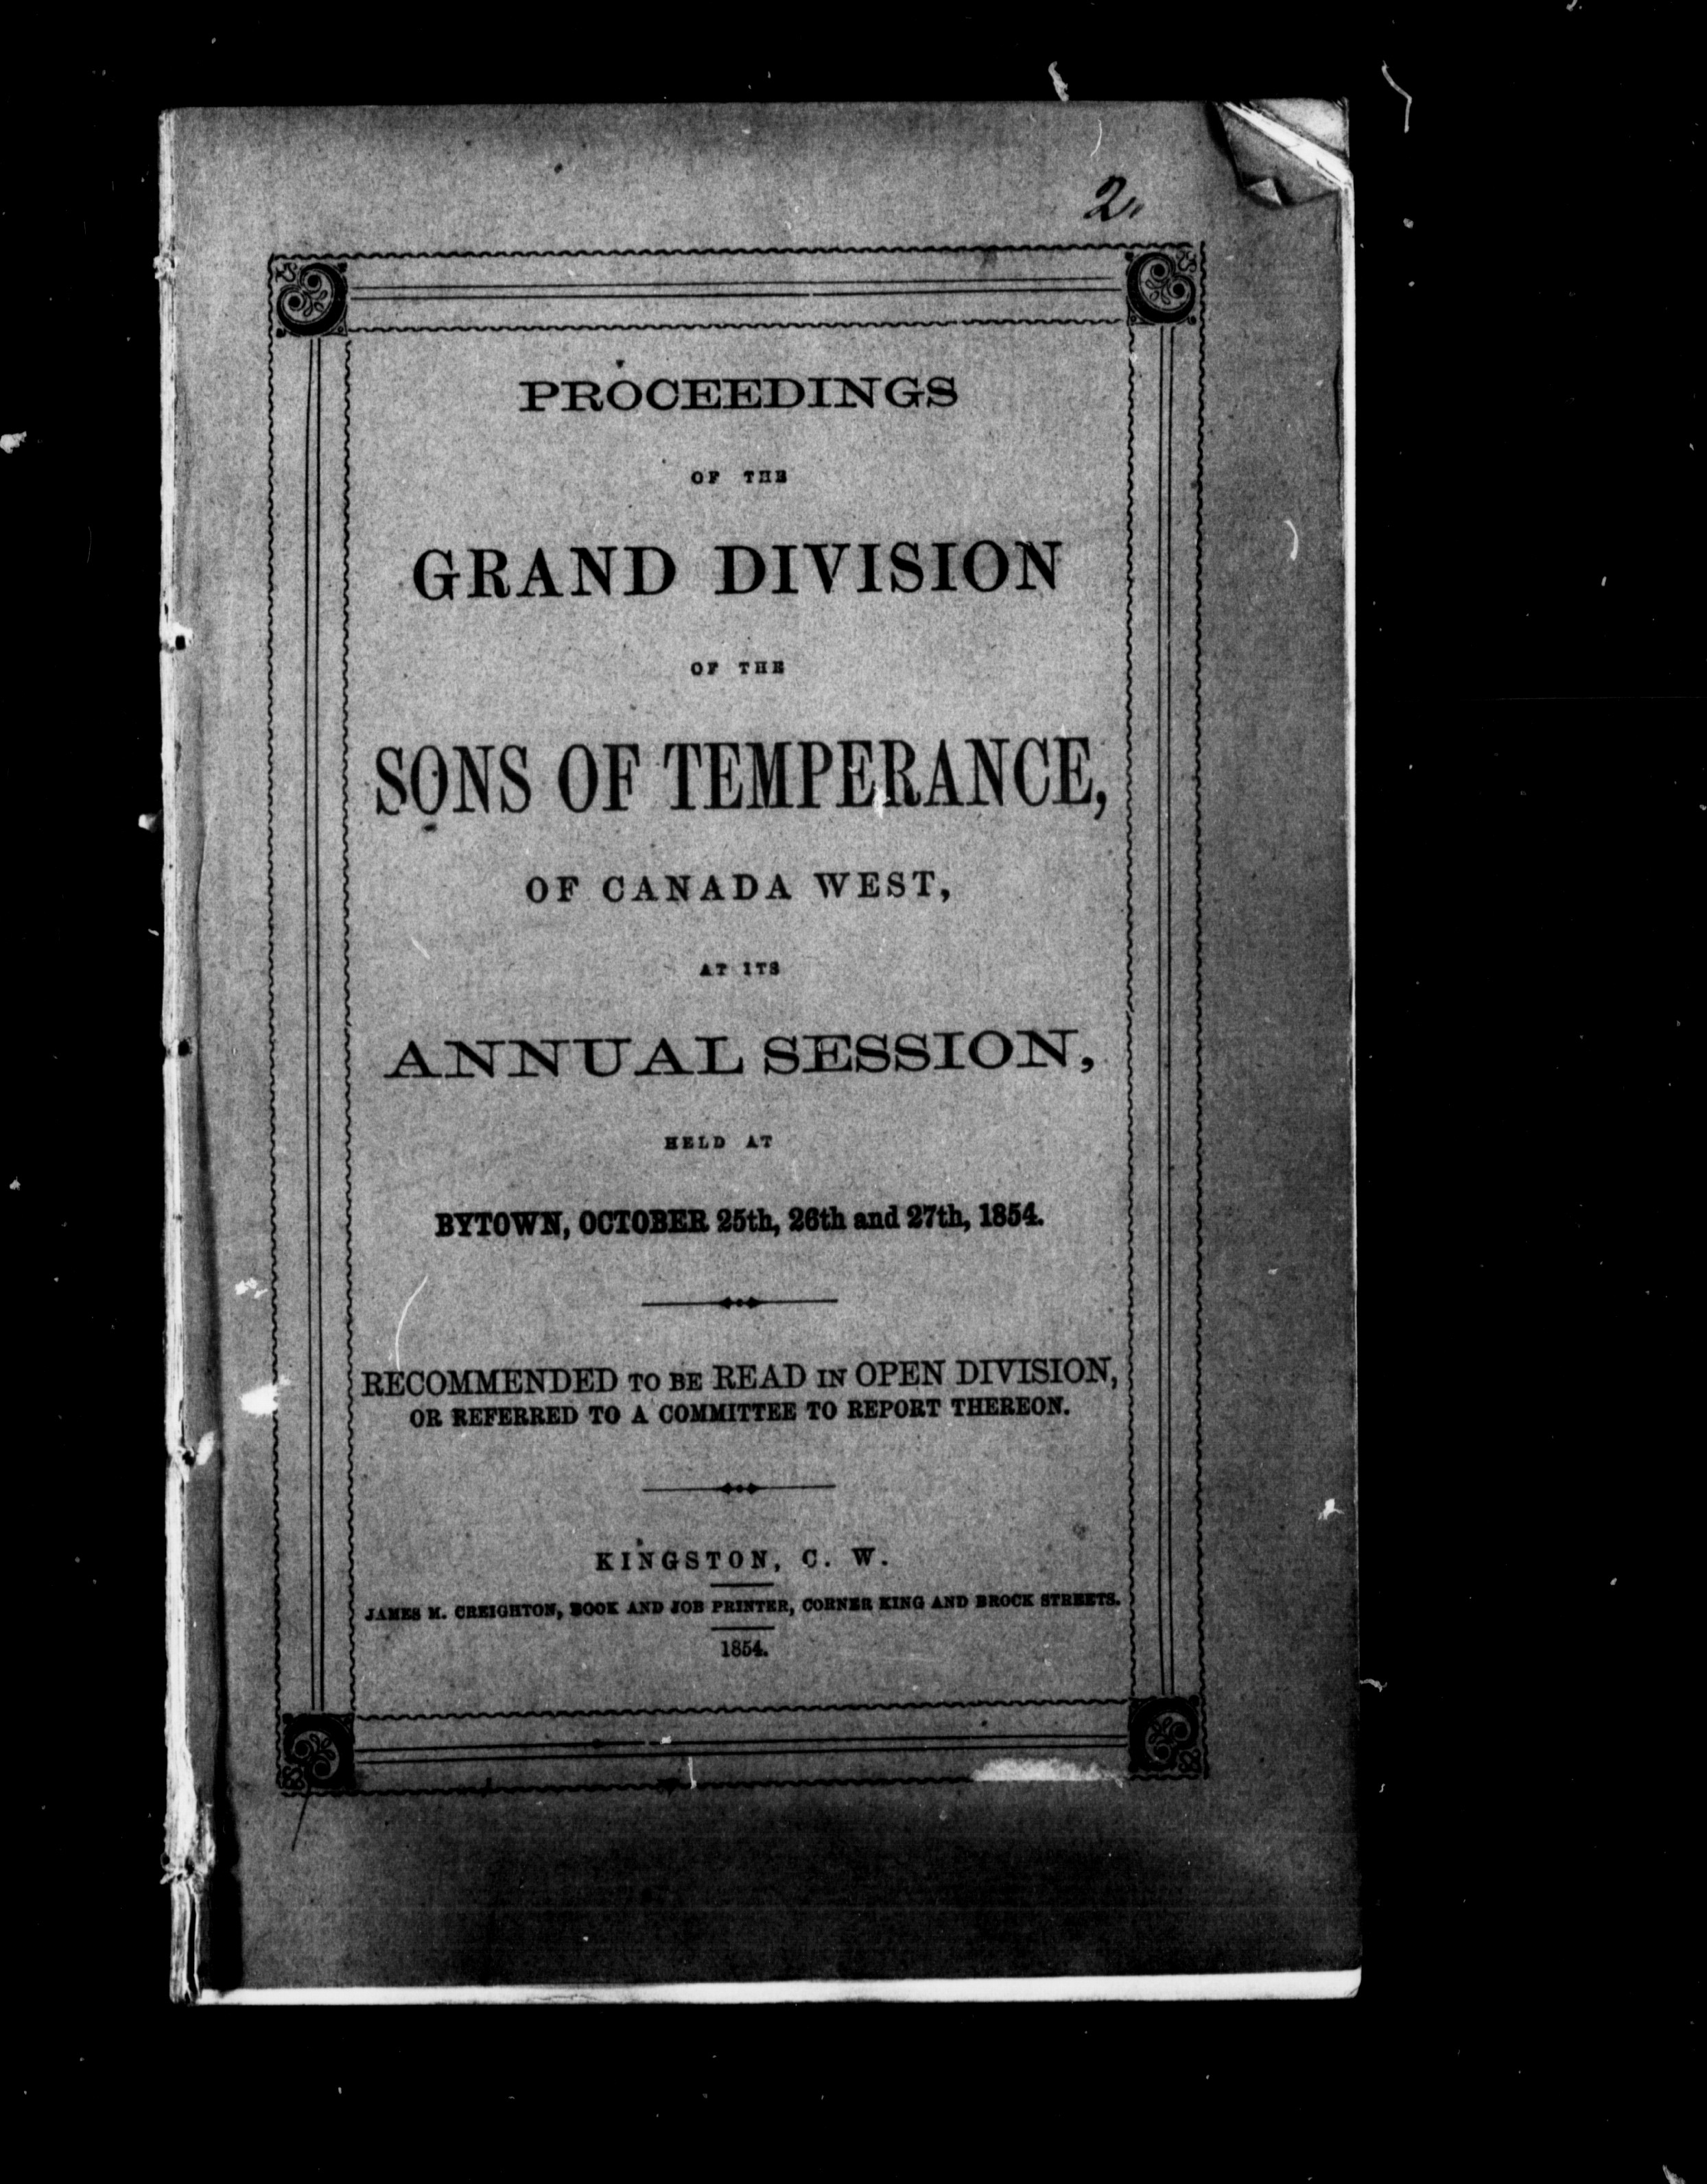 2.
PROCEEDINGS
OF THE
GRAND DIVISION
OF THE
SONS OF TEMPERANCE,
OF CANADA WEST,
AT ITS
ANNUAL SESSION,
HELD AT
BYTOWN, OCTOBER 25th, 26th and 27th, 1854.
RECOMMENDED TO BE READ IN OPEN DIVISION,
OR REFERRED TO A COMMITTEE TO REPORT THEREON.
KINGSTON, C. W.
JAMES M. CREIGHTON, BOOK AND JOB PRINTER, CORNER KING AND BROCK STREETS.
1854.